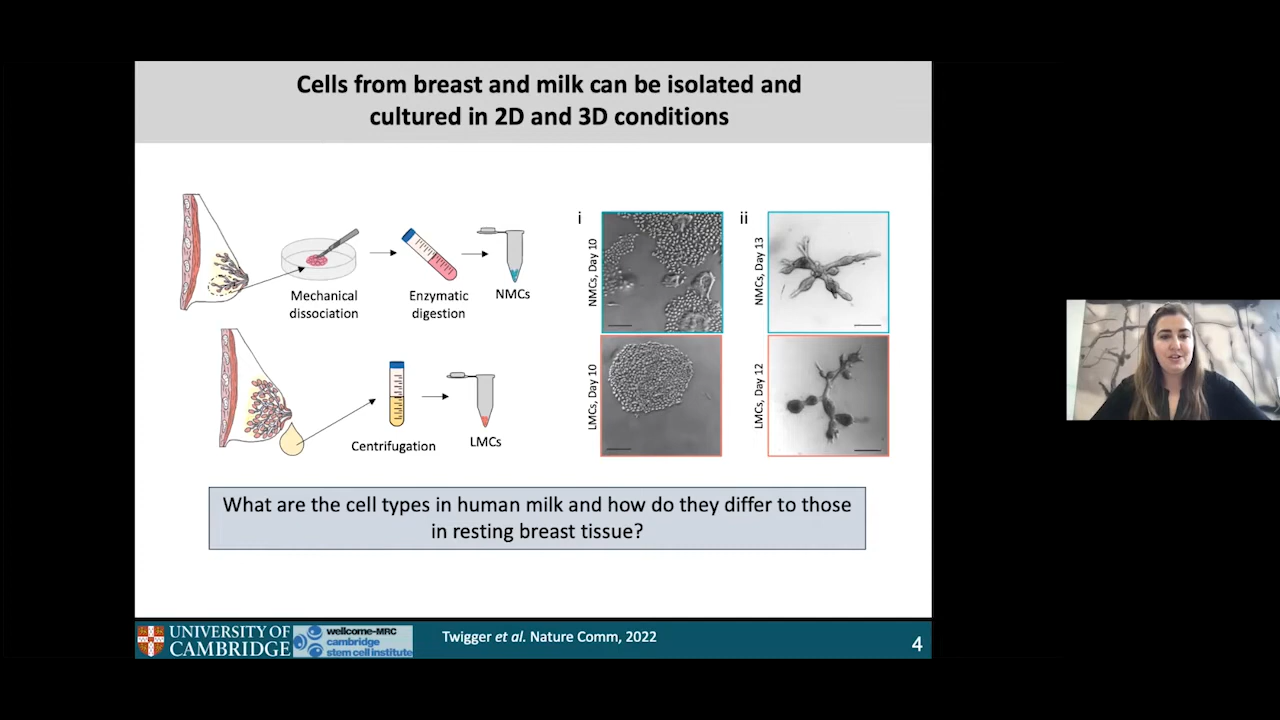 Cells from breast and milk can be isolated and
cultured in 2D and 3D conditions
Mechanical
dissociation
Enzymatic
digestion
NMCs
Centrifugation
LMCs
i
NMCs, Day 10
LMCs, Day 10
ii
NMCs, Day 13
LMCs, Day 12
What are the cell types in human milk and how do they differ to those
in resting breast tissue?
UNIVERSITY OF
CAMBRIDGE
wellcome-MRC
cambridge
stem cell institute
Twigger et al. Nature Comm, 2022
4